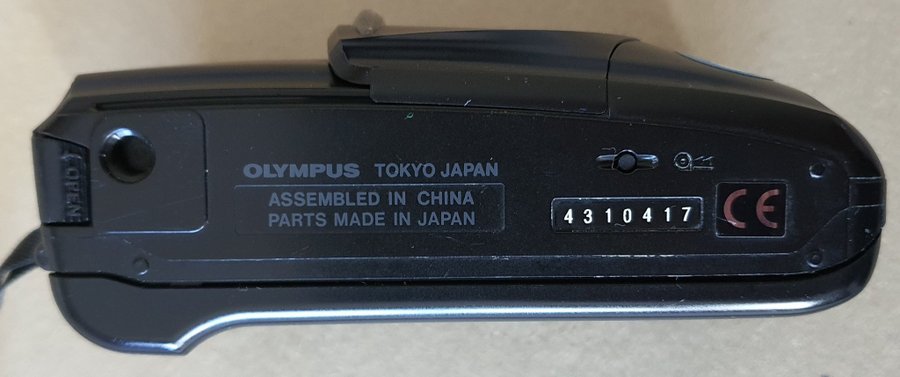 OPEN
OLYMPUS TOKYO JAPAN
ASSEMBLED IN CHINA
PARTS MADE IN JAPAN
4310417
CE